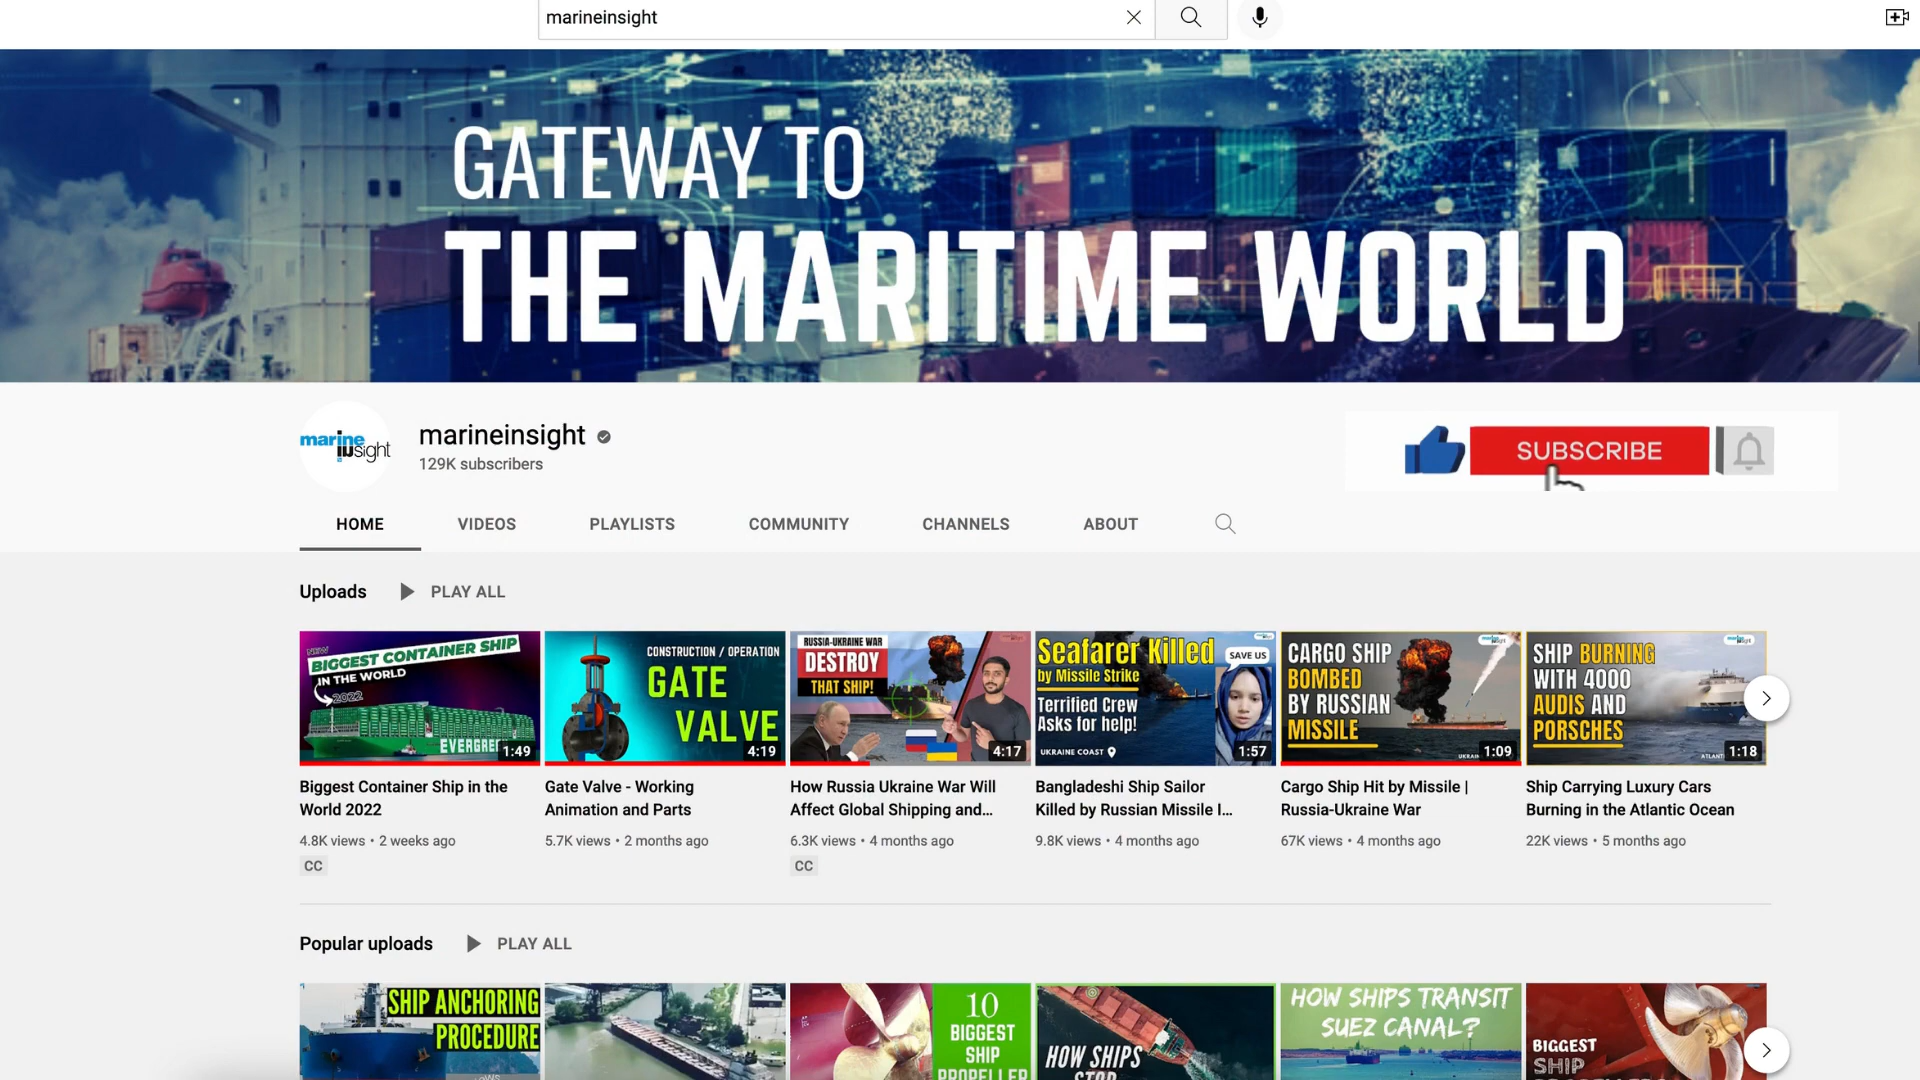 marineinsight
GATEWAY TO
THE MARITIME WORLD
marine
insight
marineinsight
129K subscribers
SUBSCRIBE
HOME
VIDEOS
PLAYLISTS
COMMUNITY
CHANNELS
ABOUT
Uploads
PLAY ALL
NEW
BIGGEST CONTAINER SHIP
IN THE WORLD
2022
EVERGREE
1:49
Biggest Container Ship in the
World 2022
4.8K views • 2 weeks ago
CC
CONSTRUCTION / OPERATION
GATE
VALVE
4:19
Gate Valve - Working
Animation and Parts
5.7K views • 2 months ago
RUSSIA-UKRAINE WAR
DESTROY
THAT SHIP!
4:17
How Russia Ukraine War Will
Affect Global Shipping and...
6.3K views • 4 months ago
CC
Seafarer Killed
by Missile Strike
SAVE US
Terrified Crew
Asks for help!
UKRAINE COAST
1:57
Bangladeshi Ship Sailor
Killed by Russian Missile I...
9.8K views • 4 months ago
CARGO SHIP
BOMBED
BY RUSSIAN
MISSILE
UKRAI
1:09
Cargo Ship Hit by Missile |
Russia-Ukraine War
67K views • 4 months ago
SHIP BURNING
WITH 4000
AUDIS AND
PORSCHES
ATLANT
1:18
Ship Carrying Luxury Cars
Burning in the Atlantic Ocean
22K views • 5 months ago
Popular uploads
PLAY ALL
SHIP ANCHORING
PROCEDURE
10
BIGGEST
SHIP
PROPELLER
HOW SHIPS
STOP
HOW SHIPS TRANSIT
SUEZ CANAL?
BIGGEST
SHIP